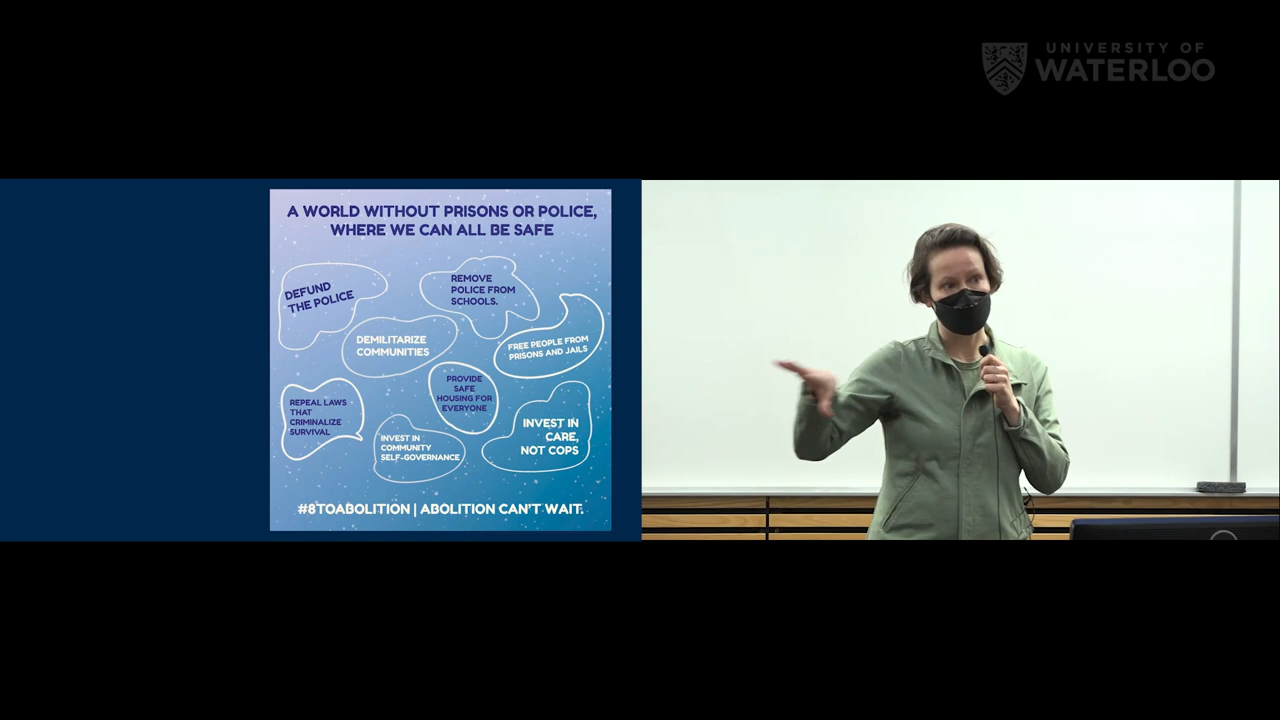 UNIVERSITY OF
WATERLOO
A WORLD WITHOUT PRISONS OR POLICE,
WHERE WE CAN ALL BE SAFE
DEFUND
THE POLICE
REMOVE
POLICE FROM
SCHOOLS.
DEMILITARIZE
COMMUNITIES
FREE PEOPLE FROM
PRISONS AND JAILS
PROVIDE
SAFE
HOUSING FOR
EVERYONE
REPEAL LAWS
THAT
CRIMINALIZE
SURVIVAL
INVEST IN
COMMUNITY
SELF-GOVERNANCE
INVEST IN
CARE,
NOT COPS
#8TOABOLITION | ABOLITION CAN'T WAIT.